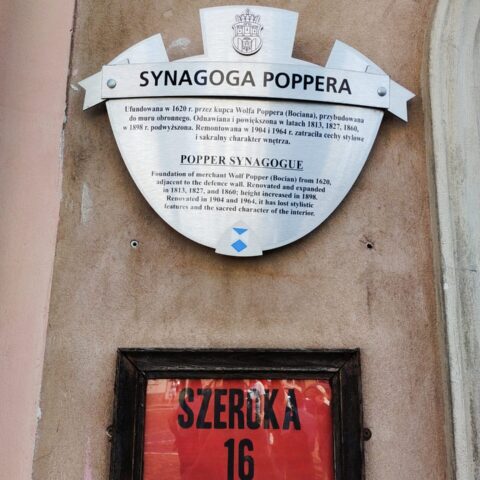 SYNAGOGA POPPERA
Ufundowana w 1620 r. przez kupca Wolfa Poppera (Bociana), przybudowana
do muru obronnego. Odnawiana i powiększona w latach 1813, 1827, 1860,
w 1898 r. podwyższona. Remontowana w 1904 i 1964 r. zatraciła cechy stylowe
i sakralny charakter wnętrza.
POPPER SYNAGOGUE
Foundation of merchant Wolf Popper (Bocian) from 1620,
adjacent to the defence wall. Renovated and expanded
in 1813, 1827, and 1860; height increased in 1898.
Renovated in 1904 and 1964, it has lost stylistic
features and the sacred character of the interior.
SZEROKA
16